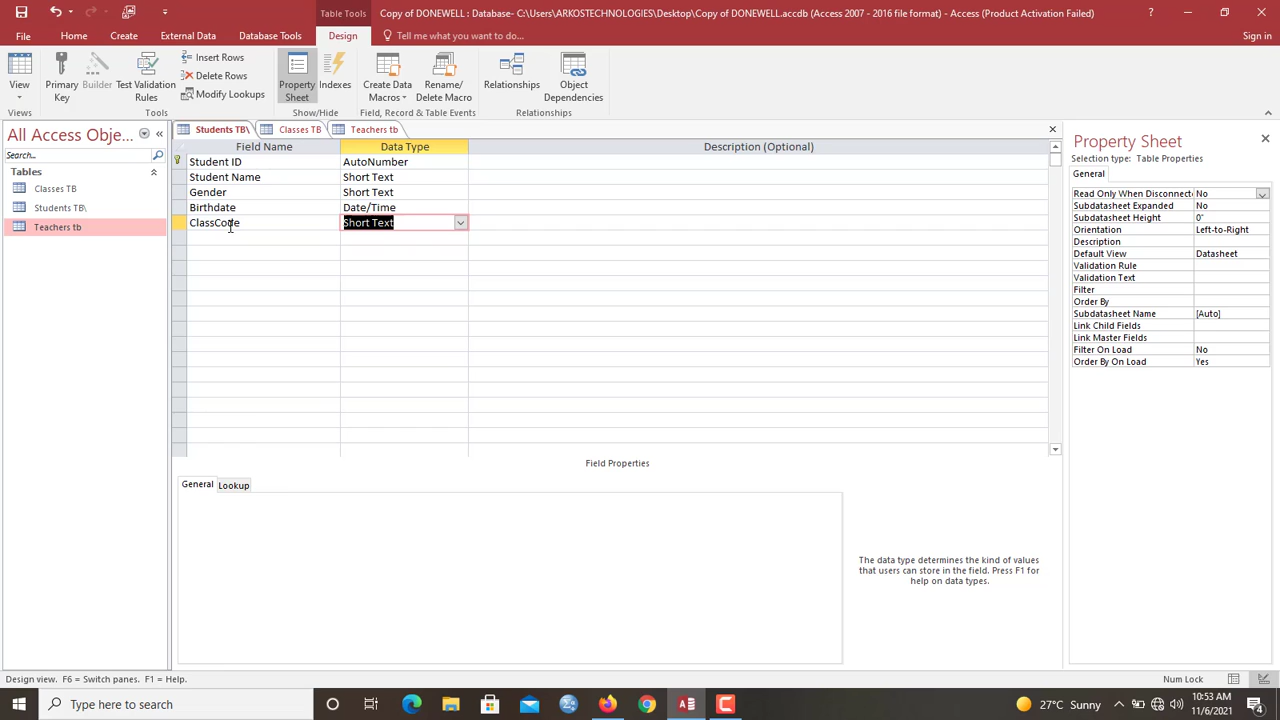 Table Tools
Copy of DONEWELL : Database- C:\Users\ARKOSTECHNOLOGIES\Desktop\Copy of DONEWELL.accdb (Access 2007 - 2016 file format) - Access (Product Activation Failed)
?
File Home Create External Data Database Tools Design Tell me what you want to do... Sign in
View
Primary Key
Builder
Test Validation Rules
Insert Rows
Delete Rows
Modify Lookups
Property Sheet
Indexes
Create Data Macros
Rename/ Delete Macro
Relationships
Object Dependencies
Views Tools Show/Hide Field, Record & Table Events Relationships
All Access Obje...
Search...
Tables
Classes TB
Students TB\
Teachers tb
Students TB\ Classes TB Teachers tb
Field Name Data Type Description (Optional)
Student ID AutoNumber
Student Name Short Text
Gender Short Text
Birthdate Date/Time
ClassCode Short Text
Field Properties
General Lookup
The data type determines the kind of values
that users can store in the field. Press F1 for
help on data types.
Property Sheet
Selection type: Table Properties
General
Read Only When Disconnecte No
Subdatasheet Expanded No
Subdatasheet Height 0"
Orientation Left-to-Right
Description
Default View Datasheet
Validation Rule
Validation Text
Filter
Order By
Subdatasheet Name [Auto]
Link Child Fields
Link Master Fields
Filter On Load No
Order By On Load Yes
Design view. F6 = Switch panes. F1 = Help. Num Lock
Type here to search
27°C Sunny
10:53 AM
11/6/2021
4